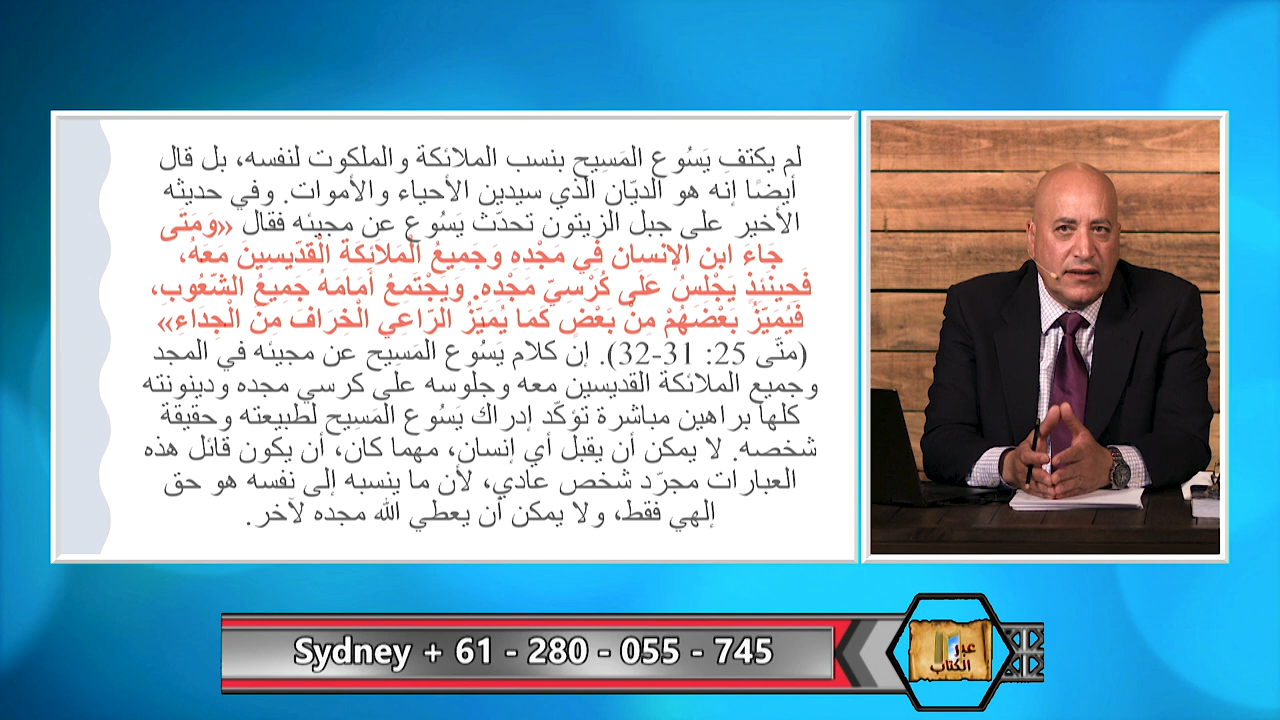 لم يكتفِ يَسُوع المَسِيح بنسب الملائكة والملكوت لنفسه، بل قال
أيضًا إنه هو الديّان الذي سيدين الأحياء والأموات. وفي حديثه
الأخير على جبل الزيتون تحدّث يَسُوع عن مجيئه فقال «وَمَتَى
جَاءَ ابن الإنسان فِي مَجْدِهِ وَجَمِيعُ الْمَلَائِكَةِ الْقِدِّيسِينَ مَعَهُ،
فَحِينَئِذٍ يَجْلِسُ عَلَى كُرْسِيِّ مَجْدِهِ. وَيَجْتَمِعُ أَمَامَهُ جَمِيعُ الشُّعُوبِ،
فَيُمَيِّزُ بَعْضَهُمْ مِنْ بَعْضٍ كَمَا يُمَيِّزُ الرَّاعِي الْخِرَافَ مِنَ الْجِدَاءِ»
(متّى 25: 31-32). إن كلام يَسُوع المَسِيح عن مجيئه في المجد
وجميع الملائكة القديسين معه وجلوسه على كرسي مجده ودينونته
كلها براهين مباشرة تؤكّد إدراك يَسُوع المَسِيح لطبيعته وحقيقة
شخصه. لا يمكن أن يقبل أي إنسان، مهما كان، أن يكون قائل هذه
العبارات مجرّد شخص عادي، لأن ما ينسبه إلى نفسه هو حق
إلهي فقط، ولا يمكن أن يعطي الله مجده لآخر.
Sydney + 61 - 280 - 055 - 745
عبر
الكتاب